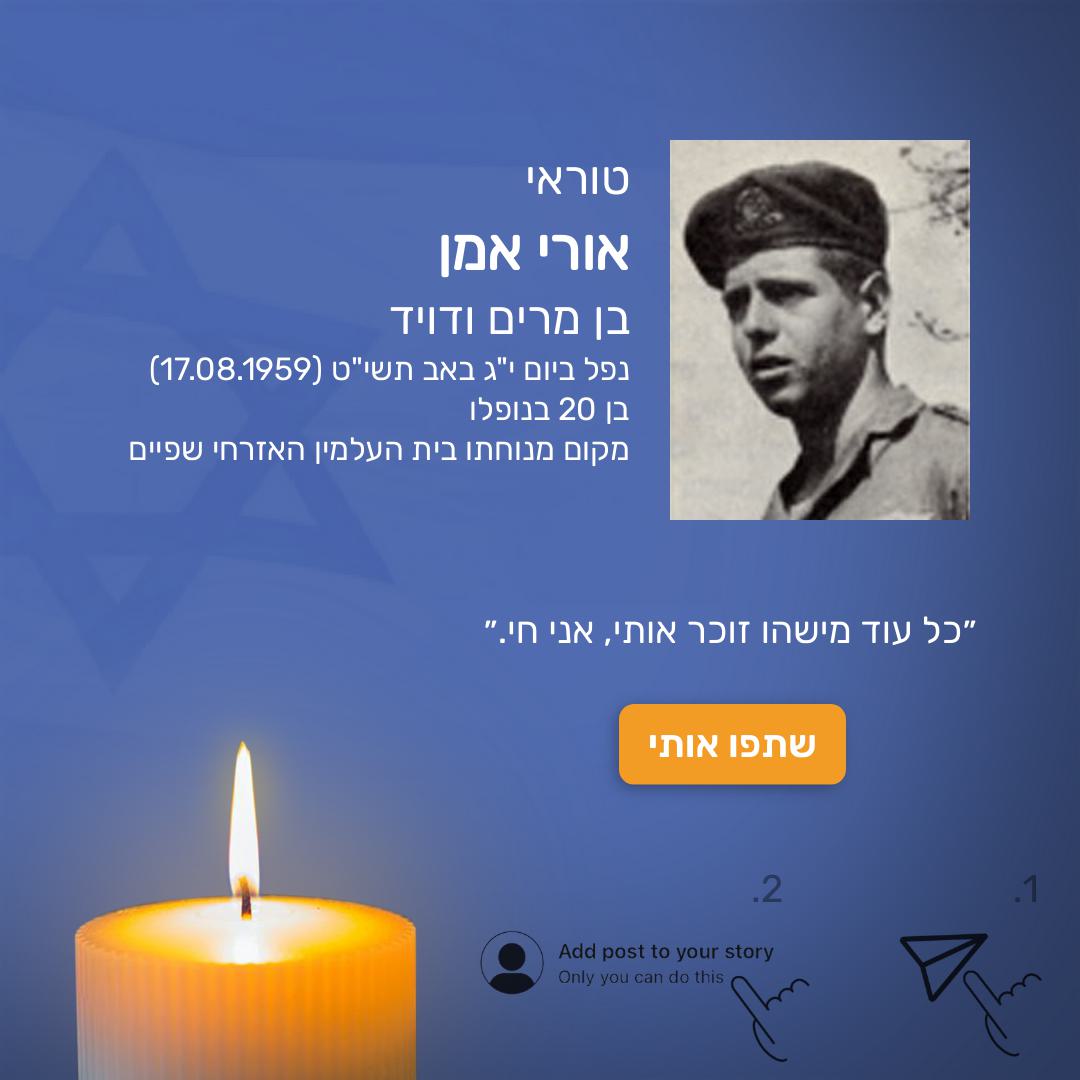 טוראי
אורי אמן
בן מרים ודויד
נפל ביום י"ג באב תשי"ט (17.08.1959)
בן 20 בנופלו
מקום מנוחתו בית העלמין האזרחי שפיים
״כל עוד מישהו זוכר אותי, אני חי.״
שתפו אותי
.1
.2
Add post to your story
Only you can do this